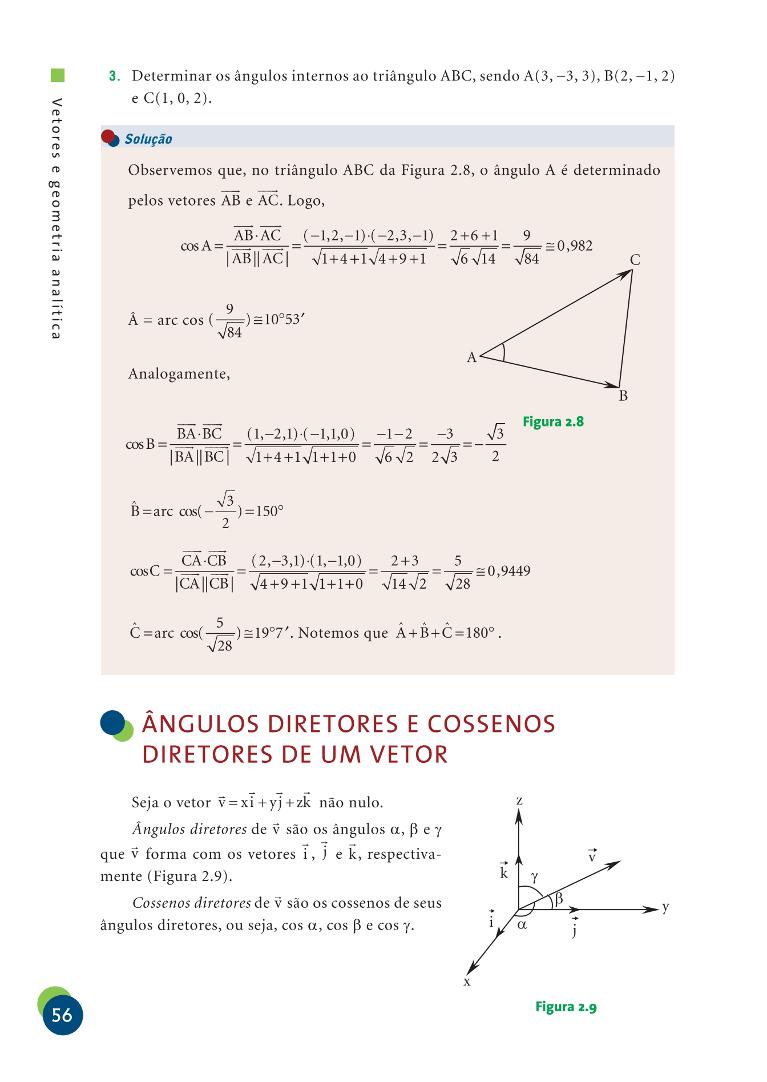 Vetores e geometria analítica
3. Determinar os ângulos internos ao triângulo ABC, sendo A(3, −3, 3), B(2, −1, 2)
e C(1, 0, 2).
Solução
Observemos que, no triângulo ABC da Figura 2.8, o ângulo A é determinado
pelos vetores $\overrightarrow{AB}$ e $\overrightarrow{AC}$. Logo,
$\cos A = \frac{\overrightarrow{AB} \cdot \overrightarrow{AC}}{|\overrightarrow{AB}||\overrightarrow{AC}|} = \frac{(-1,2,-1)\cdot(-2,3,-1)}{\sqrt{1+4+1}\sqrt{4+9+1}} = \frac{2+6+1}{\sqrt{6}\sqrt{14}} = \frac{9}{\sqrt{84}} \cong 0,982$
$\hat{A}$ = arc cos $(\frac{9}{\sqrt{84}}) \cong 10°53′$
Analogamente,
C
A
B
Figura 2.8
$\cos B = \frac{\overrightarrow{BA} \cdot \overrightarrow{BC}}{|\overrightarrow{BA}||\overrightarrow{BC}|} = \frac{(1,-2,1)\cdot(-1,1,0)}{\sqrt{1+4+1}\sqrt{1+1+0}} = \frac{-1-2}{\sqrt{6}\sqrt{2}} = \frac{-3}{2\sqrt{3}} = -\frac{\sqrt{3}}{2}$
$\hat{B}$ = arc cos$(-\frac{\sqrt{3}}{2}) = 150°$
$\cos C = \frac{\overrightarrow{CA} \cdot \overrightarrow{CB}}{|\overrightarrow{CA}||\overrightarrow{CB}|} = \frac{(2,-3,1)\cdot(1,-1,0)}{\sqrt{4+9+1}\sqrt{1+1+0}} = \frac{2+3}{\sqrt{14}\sqrt{2}} = \frac{5}{\sqrt{28}} \cong 0,9449$
$\hat{C}$ = arc cos$(\frac{5}{\sqrt{28}}) \cong 19°7′$. Notemos que $\hat{A}+\hat{B}+\hat{C}=180°$.
ÂNGULOS DIRETORES E COSSENOS
DIRETORES DE UM VETOR
Seja o vetor $\vec{v} = x\vec{i} + y\vec{j} + z\vec{k}$ não nulo.
Ângulos diretores de $\vec{v}$ são os ângulos α, β e γ
que $\vec{v}$ forma com os vetores $\vec{i}$, $\vec{j}$ e $\vec{k}$, respectiva-
mente (Figura 2.9).
Cossenos diretores de $\vec{v}$ são os cossenos de seus
ângulos diretores, ou seja, cos α, cos β e cos γ.
z
$\vec{v}$
$\vec{k}$
γ
β
y
$\vec{i}$
α
$\vec{j}$
x
Figura 2.9
56